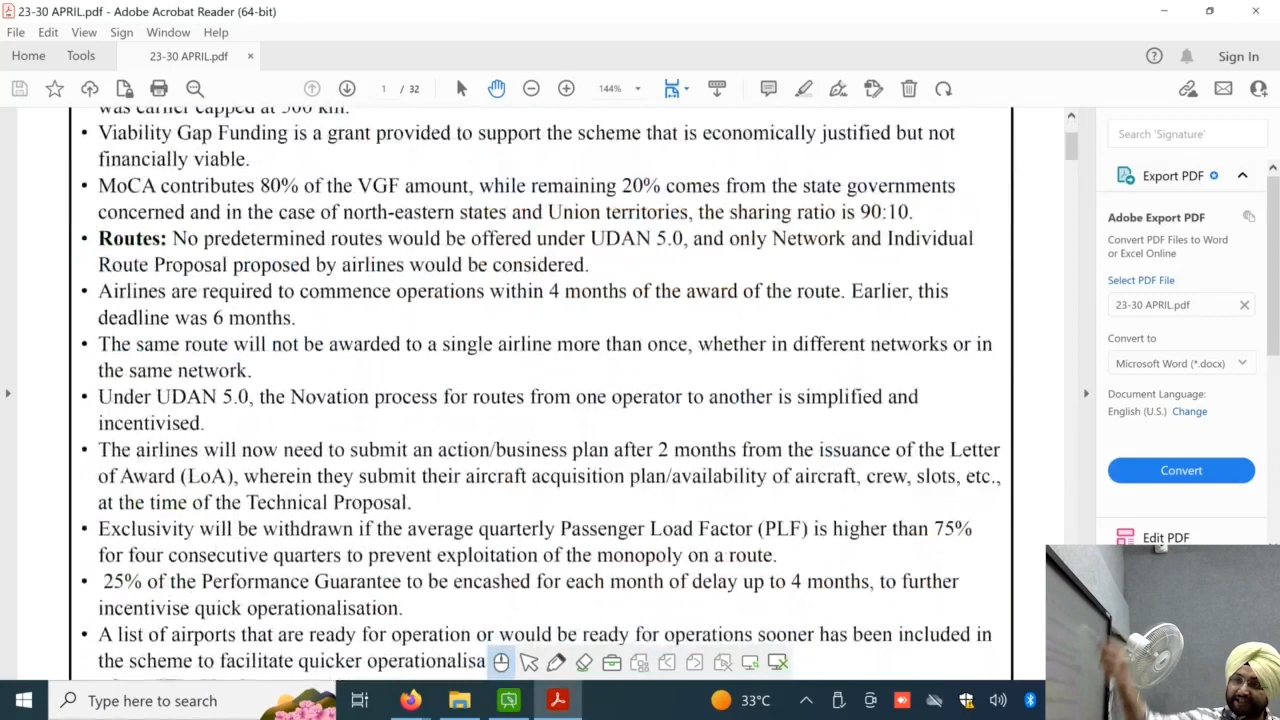 23-30 APRIL.pdf - Adobe Acrobat Reader (64-bit)
File Edit View Sign Window Help
Home Tools 23-30 APRIL.pdf × Sign In
1 / 32 144%
was earlier capped at 500 km.
• Viability Gap Funding is a grant provided to support the scheme that is economically justified but not
financially viable.
• MoCA contributes 80% of the VGF amount, while remaining 20% comes from the state governments
concerned and in the case of north-eastern states and Union territories, the sharing ratio is 90:10.
• Routes: No predetermined routes would be offered under UDAN 5.0, and only Network and Individual
Route Proposal proposed by airlines would be considered.
• Airlines are required to commence operations within 4 months of the award of the route. Earlier, this
deadline was 6 months.
• The same route will not be awarded to a single airline more than once, whether in different networks or in
the same network.
• Under UDAN 5.0, the Novation process for routes from one operator to another is simplified and
incentivised.
• The airlines will now need to submit an action/business plan after 2 months from the issuance of the Letter
of Award (LoA), wherein they submit their aircraft acquisition plan/availability of aircraft, crew, slots, etc.,
at the time of the Technical Proposal.
• Exclusivity will be withdrawn if the average quarterly Passenger Load Factor (PLF) is higher than 75%
for four consecutive quarters to prevent exploitation of the monopoly on a route.
• 25% of the Performance Guarantee to be encashed for each month of delay up to 4 months, to further
incentivise quick operationalisation.
• A list of airports that are ready for operation or would be ready for operations sooner has been included in
the scheme to facilitate quicker operationalisa
Search 'Signature'
Export PDF
Adobe Export PDF
Convert PDF Files to Word
or Excel Online
Select PDF File
23-30 APRIL.pdf
Convert to
Microsoft Word (*.docx)
Document Language:
English (U.S.) Change
Convert
Edit PDF
Type here to search
33°C